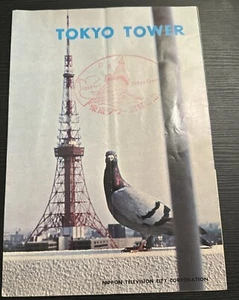 TOKYO TOWER
NIPPON TELEVISION CITY CORPORATION